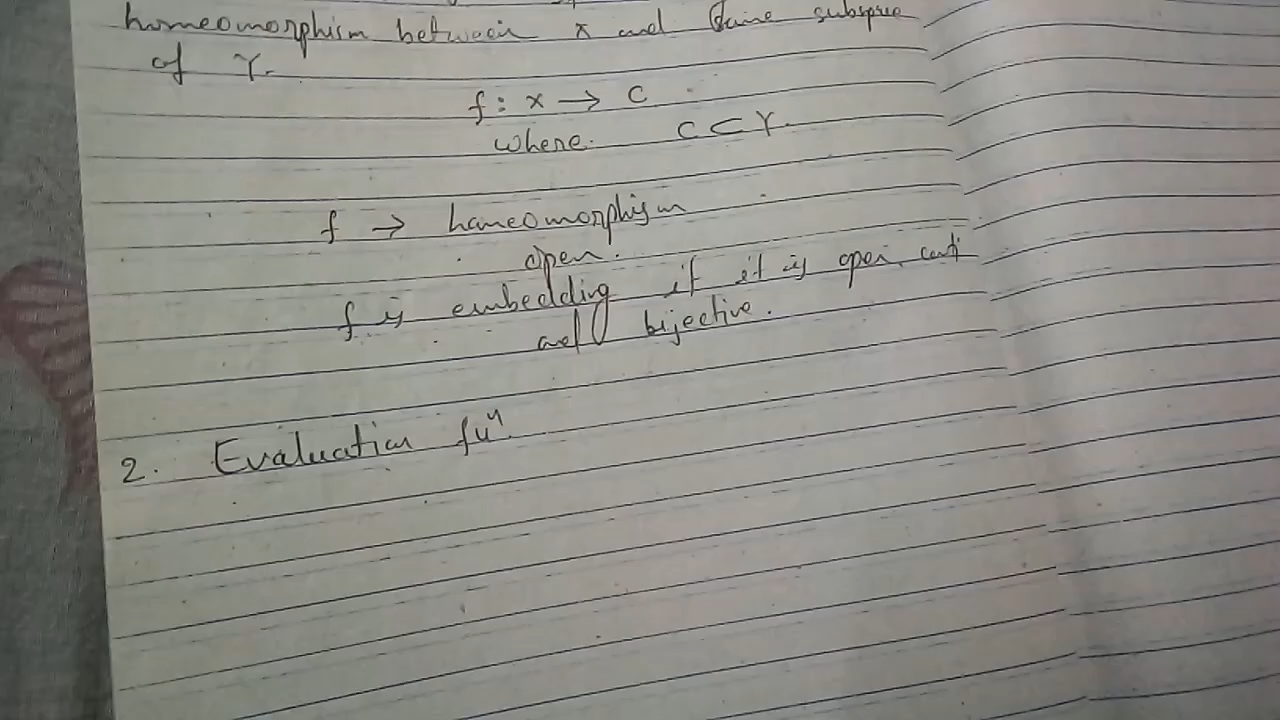 homeomorphism between X and some subspace
of Y.
f : X → C
where C ⊂ Y.
f → homeomorphism
open.
f is embedding if it is open, conti
and bijective.
2. Evaluation fuⁿ.